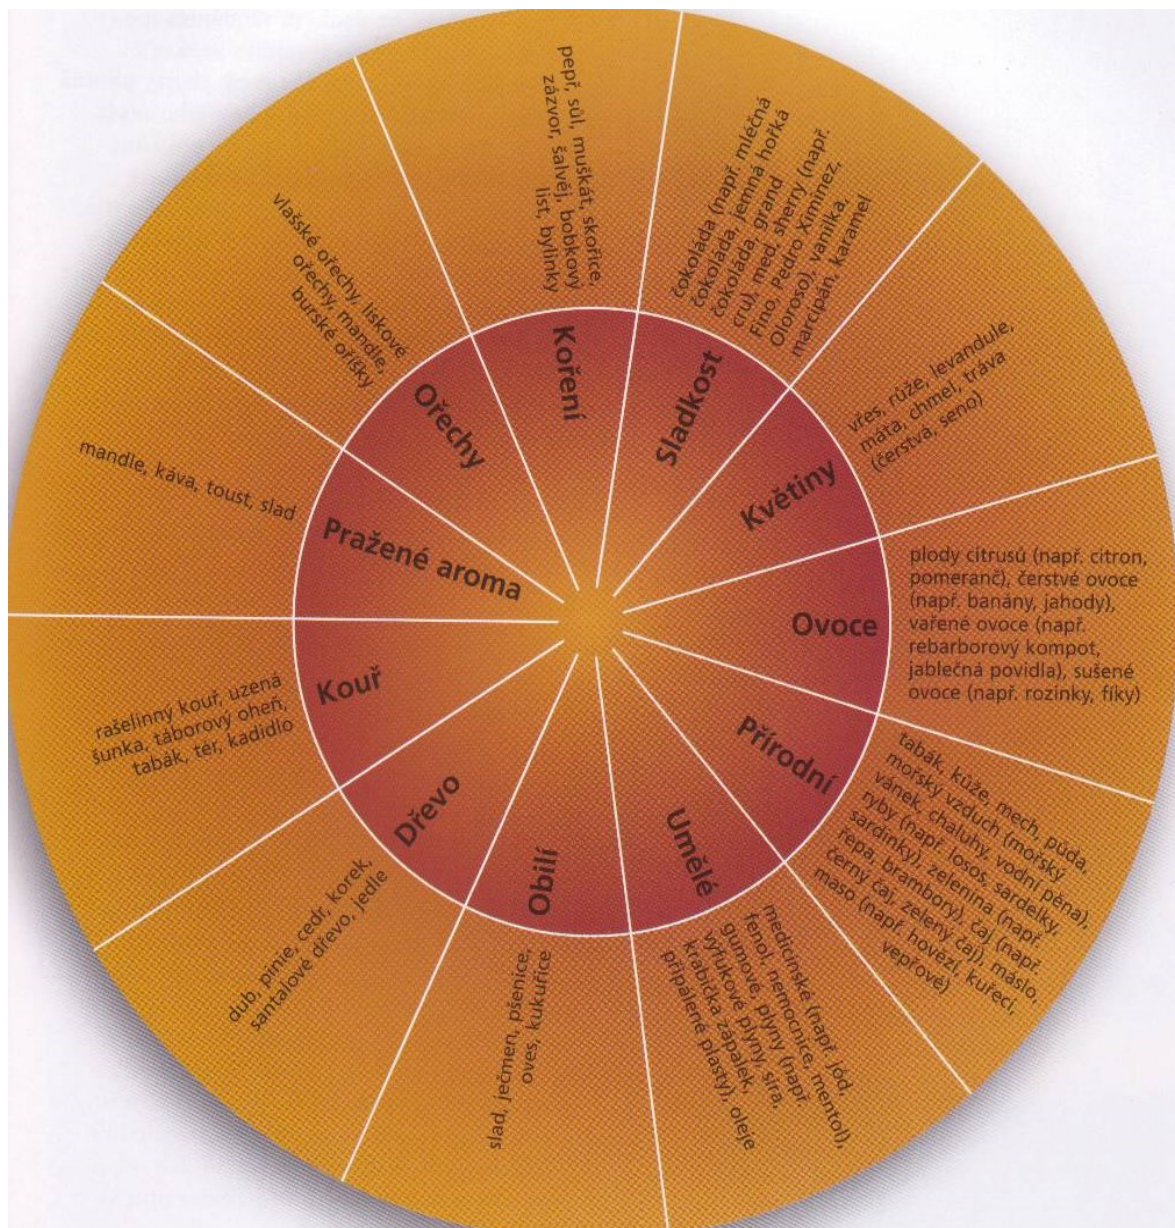 Koření
pepř, sůl, muškát, skořice,
zázvor, šalvěj, bobkový
list, bylinky
Sladkost
čokoláda (např. mléčná
čokoláda, jemná hořká
čokoláda, grand
cru), med, sherry (např.
Fino, Pedro Ximinez,
Oloroso), vanilka,
marcipán, karamel
Květiny
vřes, růže, levandule,
máta, chmel, tráva
(čerstvá, seno)
Ovoce
plody citrusů (např. citron,
pomeranč), čerstvé ovoce
(např. banány, jahody),
vařené ovoce (např.
rebarborový kompot,
jablečná povidla), sušené
ovoce (např. rozinky, fíky)
Přírodní
tabák, kůže, mech, půda,
mořský vzduch (mořský
vánek, chaluhy, vodní pěna),
ryby (např. losos, sardelky,
sardinky), zelenina (např.
řepa, brambory), čaj (např.
černý čaj, zelený čaj), máslo,
maso (např. hovězí, kuřecí,
vepřové)
Umělé
medicínské (např. jód,
fenol, nemocnice, mentol),
gumové plyny (např.
výfukové plyny, síra,
krabička zápalek,
připálené plasty), oleje
Obilí
slad, ječmen, pšenice,
oves, kukuřice
Dřevo
dub, pinie, cedr, korek,
santalové dřevo, jedle
Kouř
rašelinný kouř, uzená
šunka, táborový oheň,
tabák, tér, kadidlo
Pražené aroma
mandle, káva, toust, slad
Ořechy
vlašské ořechy, lískové
ořechy, mandle,
burské oříšky